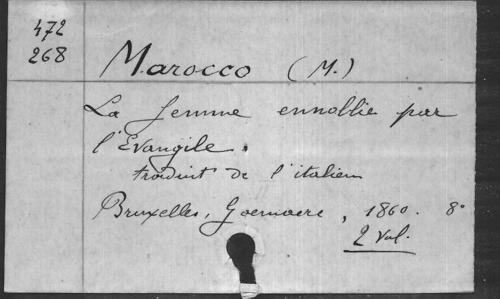 472
268
Marocco (M.)
La femme ennoblie par
l'Evangile.
traduit de l'italien
Bruxelles, Goemaere, 1860. 8°
2 vol.